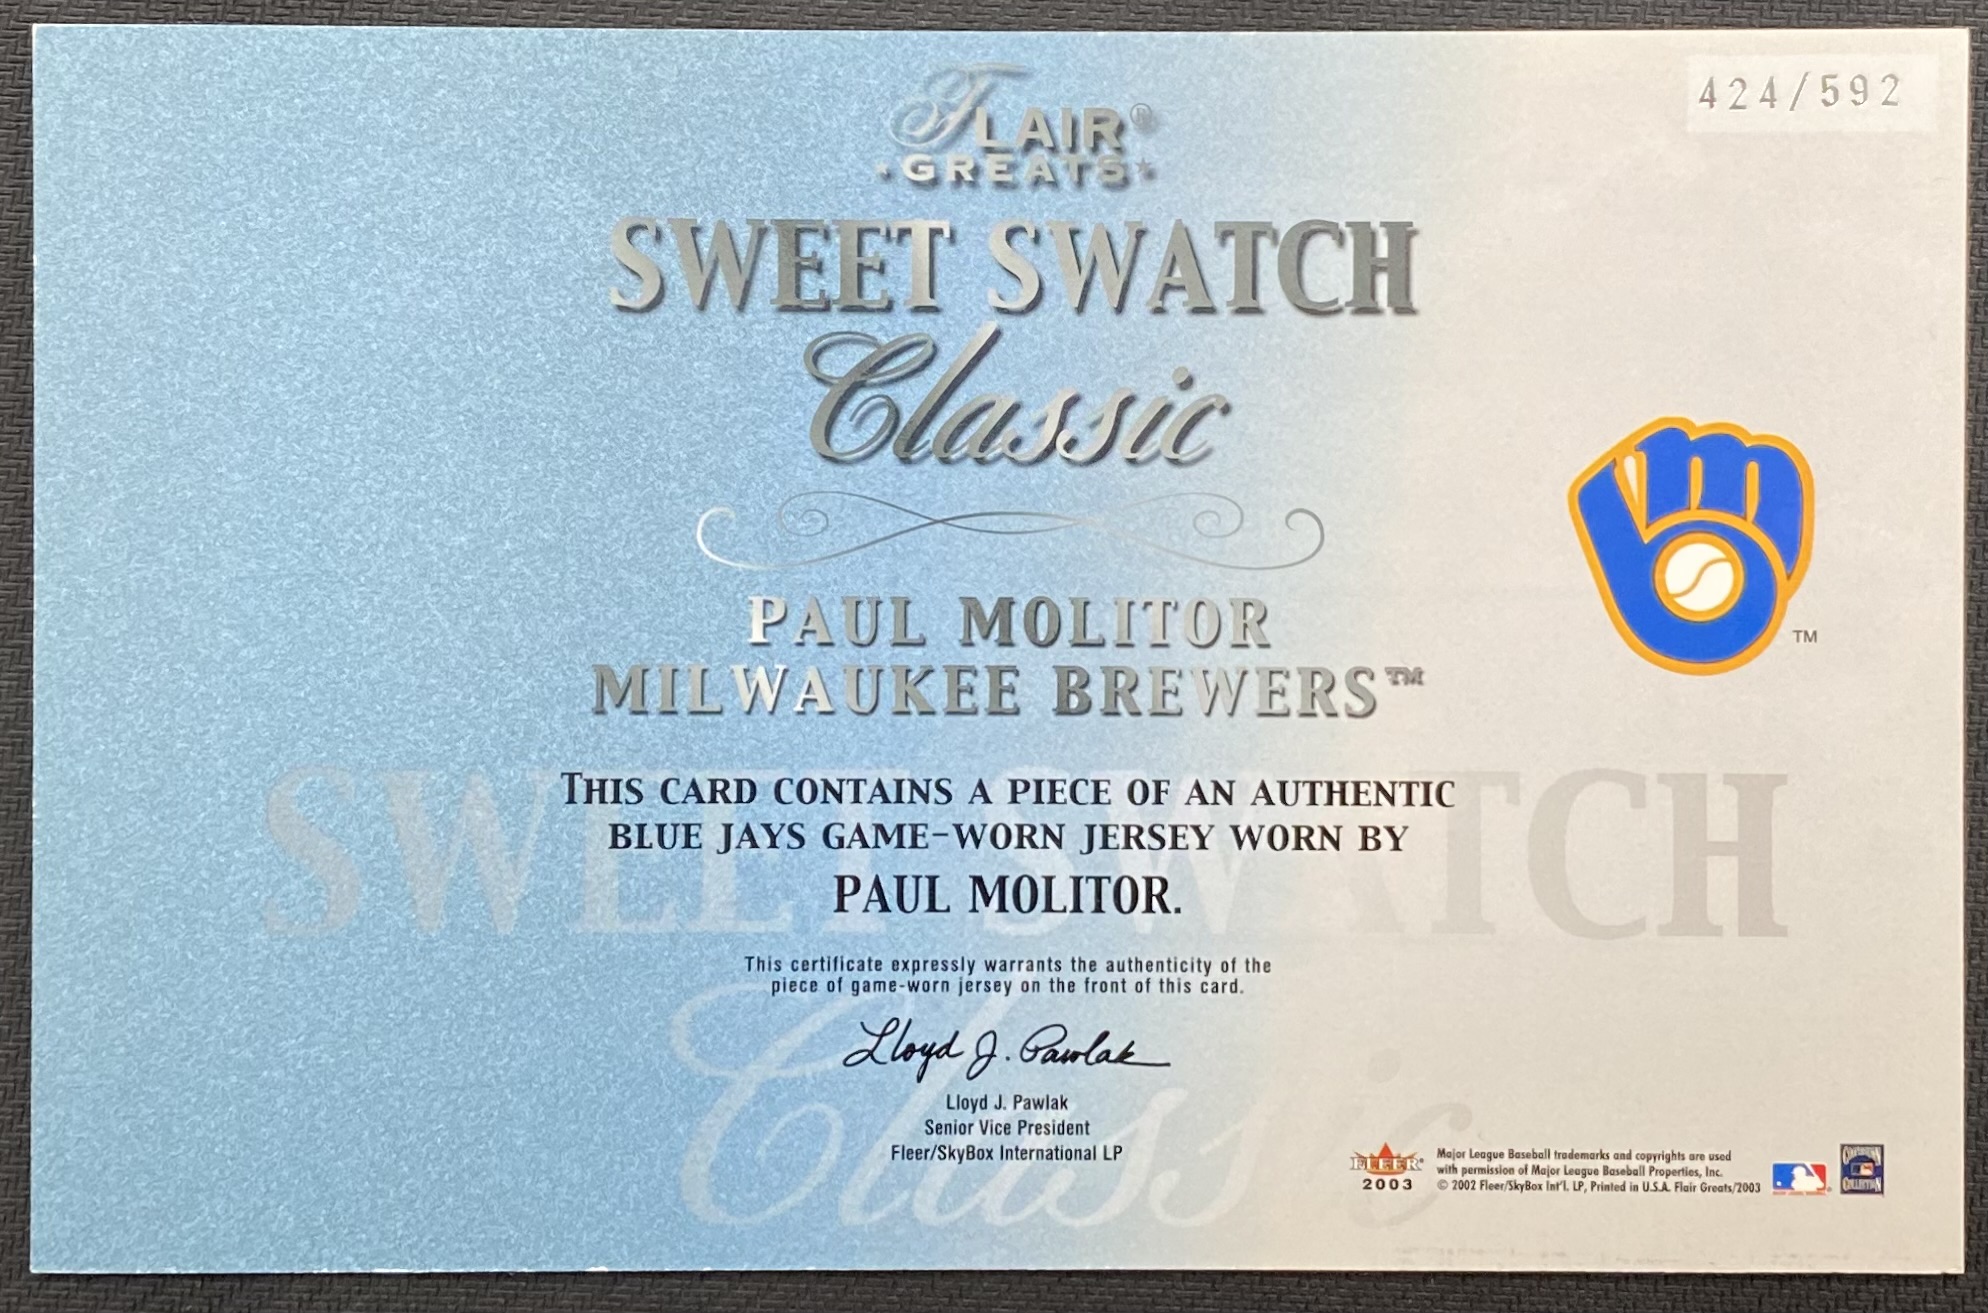 424/592
FLAIR®
GREATS
SWEET SWATCH
Classic
PAUL MOLITOR
MILWAUKEE BREWERS™
TM
SWEET SWATCH
THIS CARD CONTAINS A PIECE OF AN AUTHENTIC
BLUE JAYS GAME-WORN JERSEY WORN BY
PAUL MOLITOR.
This certificate expressly warrants the authenticity of the
piece of game-worn jersey on the front of this card.
Classic
Lloyd J. Pawlak
Lloyd J. Pawlak
Senior Vice President
Fleer/SkyBox International LP
FLEER®
2003
Major League Baseball trademarks and copyrights are used
with permission of Major League Baseball Properties, Inc.
© 2002 Fleer/SkyBox Int'l. LP, Printed in U.S.A. Flair Greats/2003